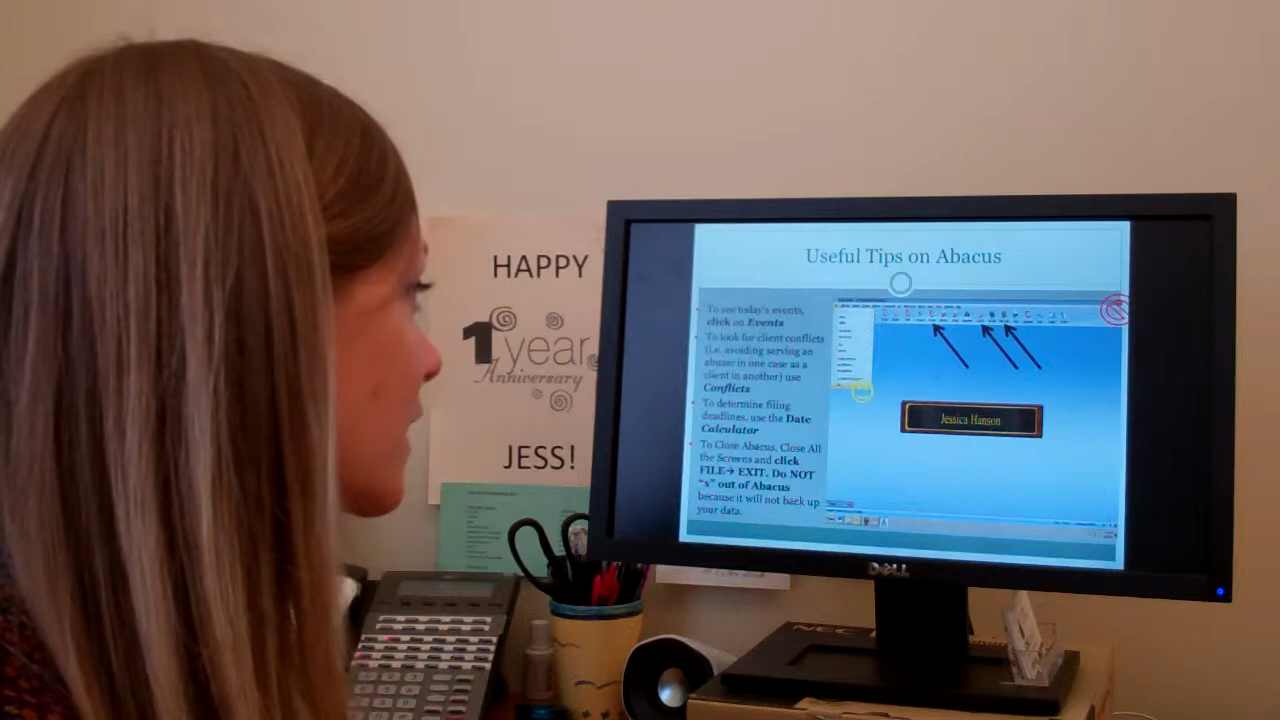 HAPPY
1 year
Anniversary
JESS!
Useful Tips on Abacus
To see today's events,
click on Events
To look for client conflicts
(i.e. avoiding serving an
abuser in one case as a
client in another) use
Conflicts
To determine filing
deadlines, use the Date
Calculator
To Close Abacus, Close All
the Screens and click
FILE→ EXIT. Do NOT
"x" out of Abacus
because it will not back up
your data.
Jessica Hanson
DELL
NEC